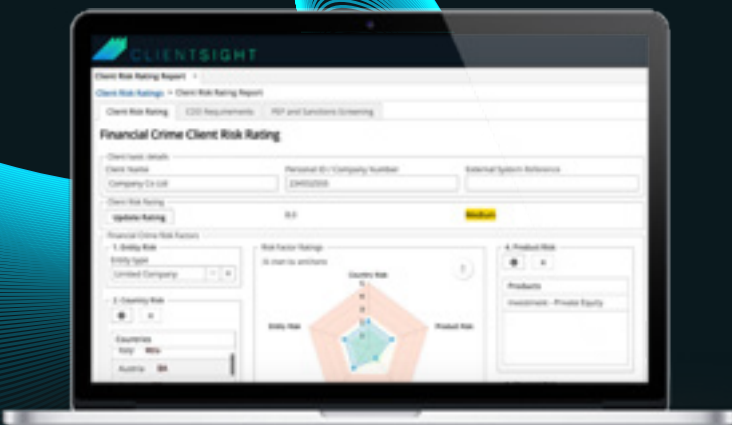 CLIENTSIGHT
Client Risk Rating Report
Client Risk Ratings > Client Risk Rating Report
Client Risk Rating CDD Requirements PEP and Sanctions Screening
Financial Crime Client Risk Rating
Client basic details
Client Name Personal ID / Company Number External System Reference
Company Co Ltd
Client Risk Rating
Update Rating Medium
Financial Crime Risk Factors
1. Entity Risk Risk Factor Ratings 4. Product Risk
Entity type
Limited Company Country Risk
Products
2. Country Risk Investment - Private Equity
Entity Risk Product Risk
Countries
Italy
Austria